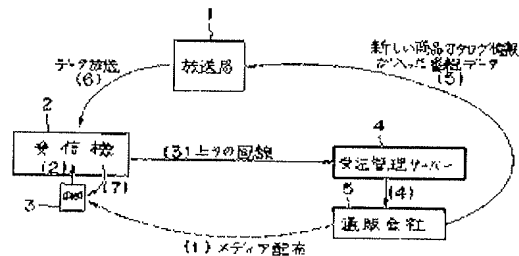 1
放送局
データ放送
(6)
新しい商品カタログ情報
が入った番組データ
(5)
2
受信機
(2)
(7)
3
(3)上りの回線
4
受注管理サーバー
(4)
5
通販会社
(1)メディア配布